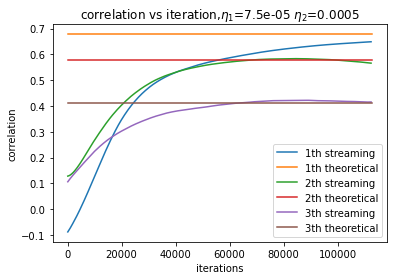 correlation vs iteration,η1=7.5e-05 η2=0.0005
0.7
0.6
0.5
0.4
0.3
0.2
0.1
0.0
−0.1
correlation
1th streaming
1th theoretical
2th streaming
2th theoretical
3th streaming
3th theoretical
0 20000 40000 60000 80000 100000
iterations